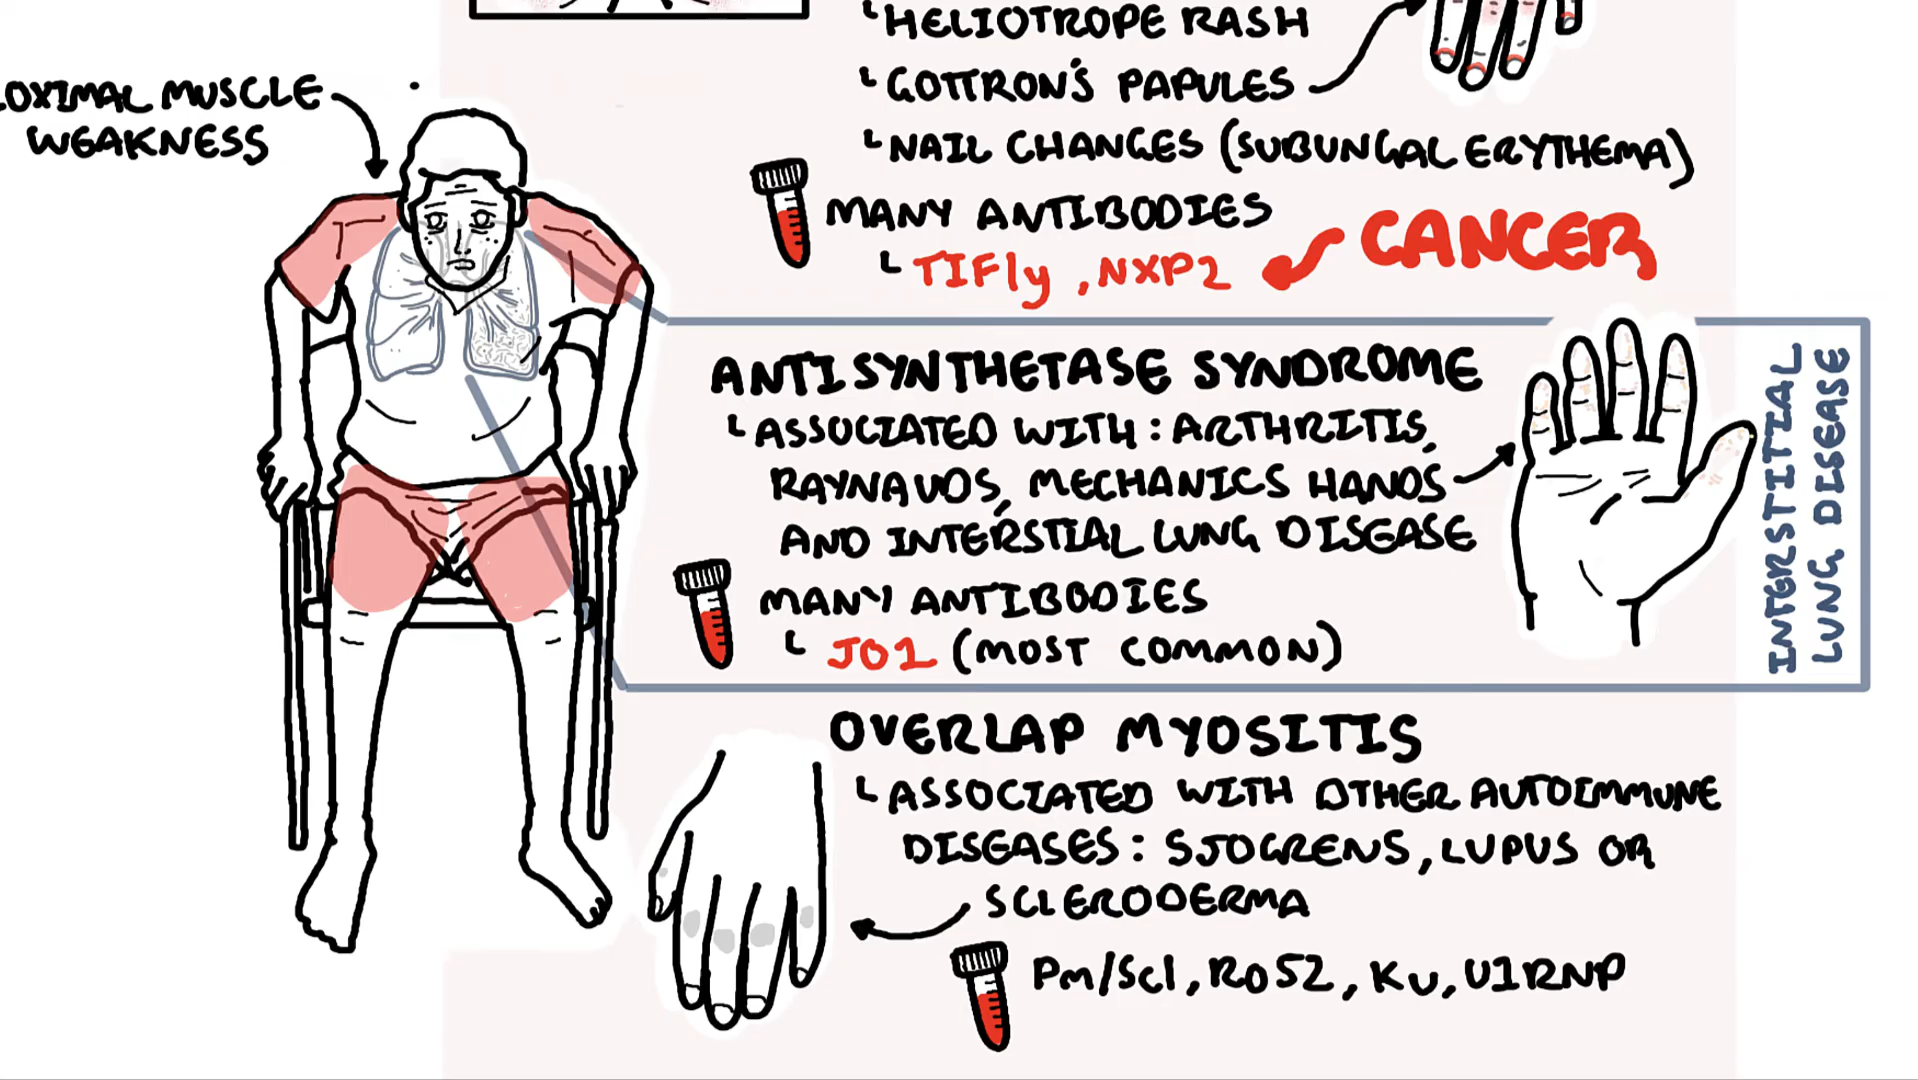 HELIOTROPE RASH
GOTTRON'S PAPULES
NAIL CHANGES (SUBUNGAL ERYTHEMA)
OXIMAL MUSCLE
WEAKNESS
MANY ANTIBODIES
TIF1y, NXP2
CANCER
ANTISYNTHETASE SYNDROME
ASSOCIATED WITH: ARTHRITIS,
RAYNAUDS, MECHANICS HANDS
AND INTERSTIAL LUNG DISEASE
MANY ANTIBODIES
JO1 (MOST COMMON)
INTERSTITIAL
LUNG DISEASE
OVERLAP MYOSITIS
ASSOCIATED WITH OTHER AUTOIMMUNE
DISEASES: SJOGRENS, LUPUS OR
SCLERODERMA
Pm/Scl, Ro52, Ku, U1RNP